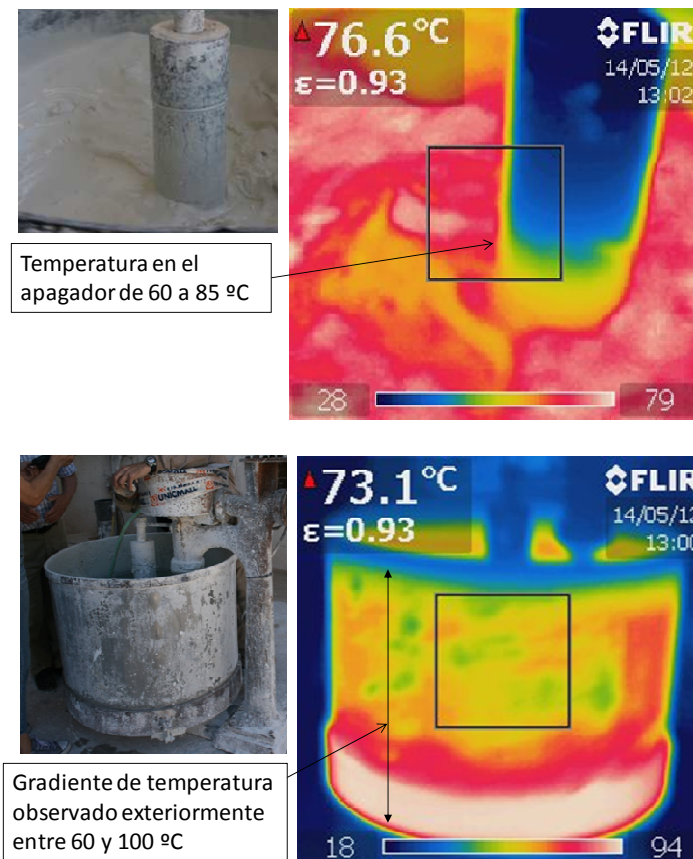 76.6°C
ε=0.93
FLIR
14/05/12
13:02
28
79
Temperatura en el
apagador de 60 a 85 ºC
UNICMALL
73.1°C
ε=0.93
FLIR
14/05/12
13:00
18
94
Gradiente de temperatura
observado exteriormente
entre 60 y 100 ºC